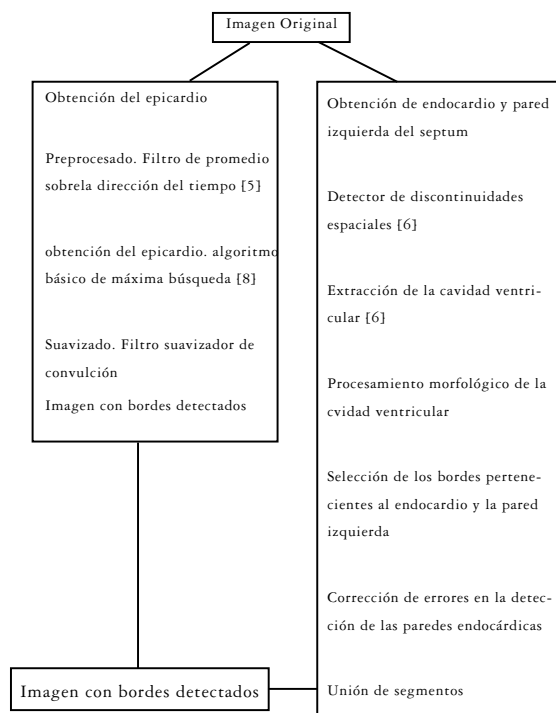 Imagen Original
Obtención del epicardio
Preprocesado. Filtro de promedio
sobrela dirección del tiempo [5]
obtención del epicardio. algoritmo
básico de máxima búsqueda [8]
Suavizado. Filtro suavizador de
convulción
Imagen con bordes detectados
Obtención de endocardio y pared
izquierda del septum
Detector de discontinuidades
espaciales [6]
Extracción de la cavidad ventri-
cular [6]
Procesamiento morfológico de la
cvidad ventricular
Selección de los bordes pertene-
cientes al endocardio y la pared
izquierda
Corrección de errores en la detec-
ción de las paredes endocárdicas
Unión de segmentos
Imagen con bordes detectados